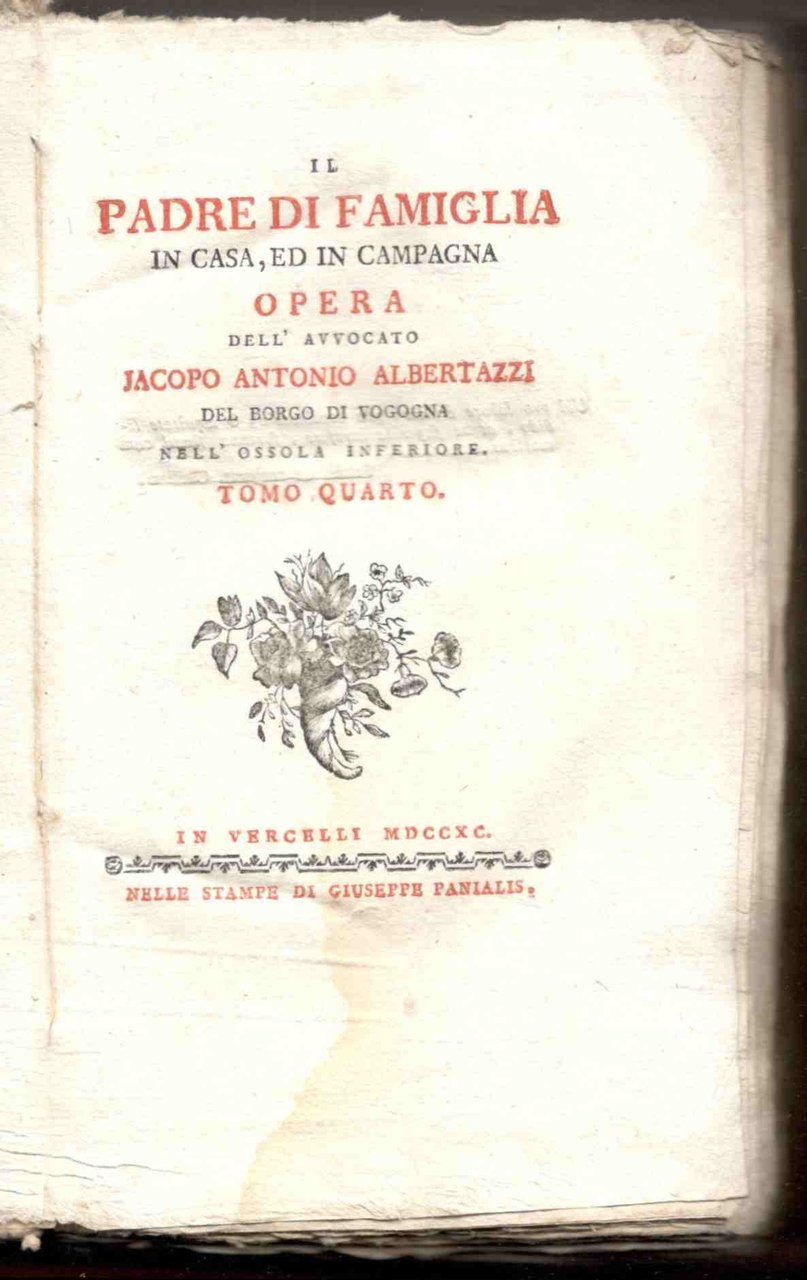 IL
PADRE DI FAMIGLIA
IN CASA, ED IN CAMPAGNA
OPERA
DELL' AVVOCATO
JACOPO ANTONIO ALBERTAZZI
DEL BORGO DI VOGOGNA
NELL' OSSOLA INFERIORE.
TOMO QUARTO.
IN VERCELLI MDCCXC.
NELLE STAMPE DI GIUSEPPE PANIALIS.